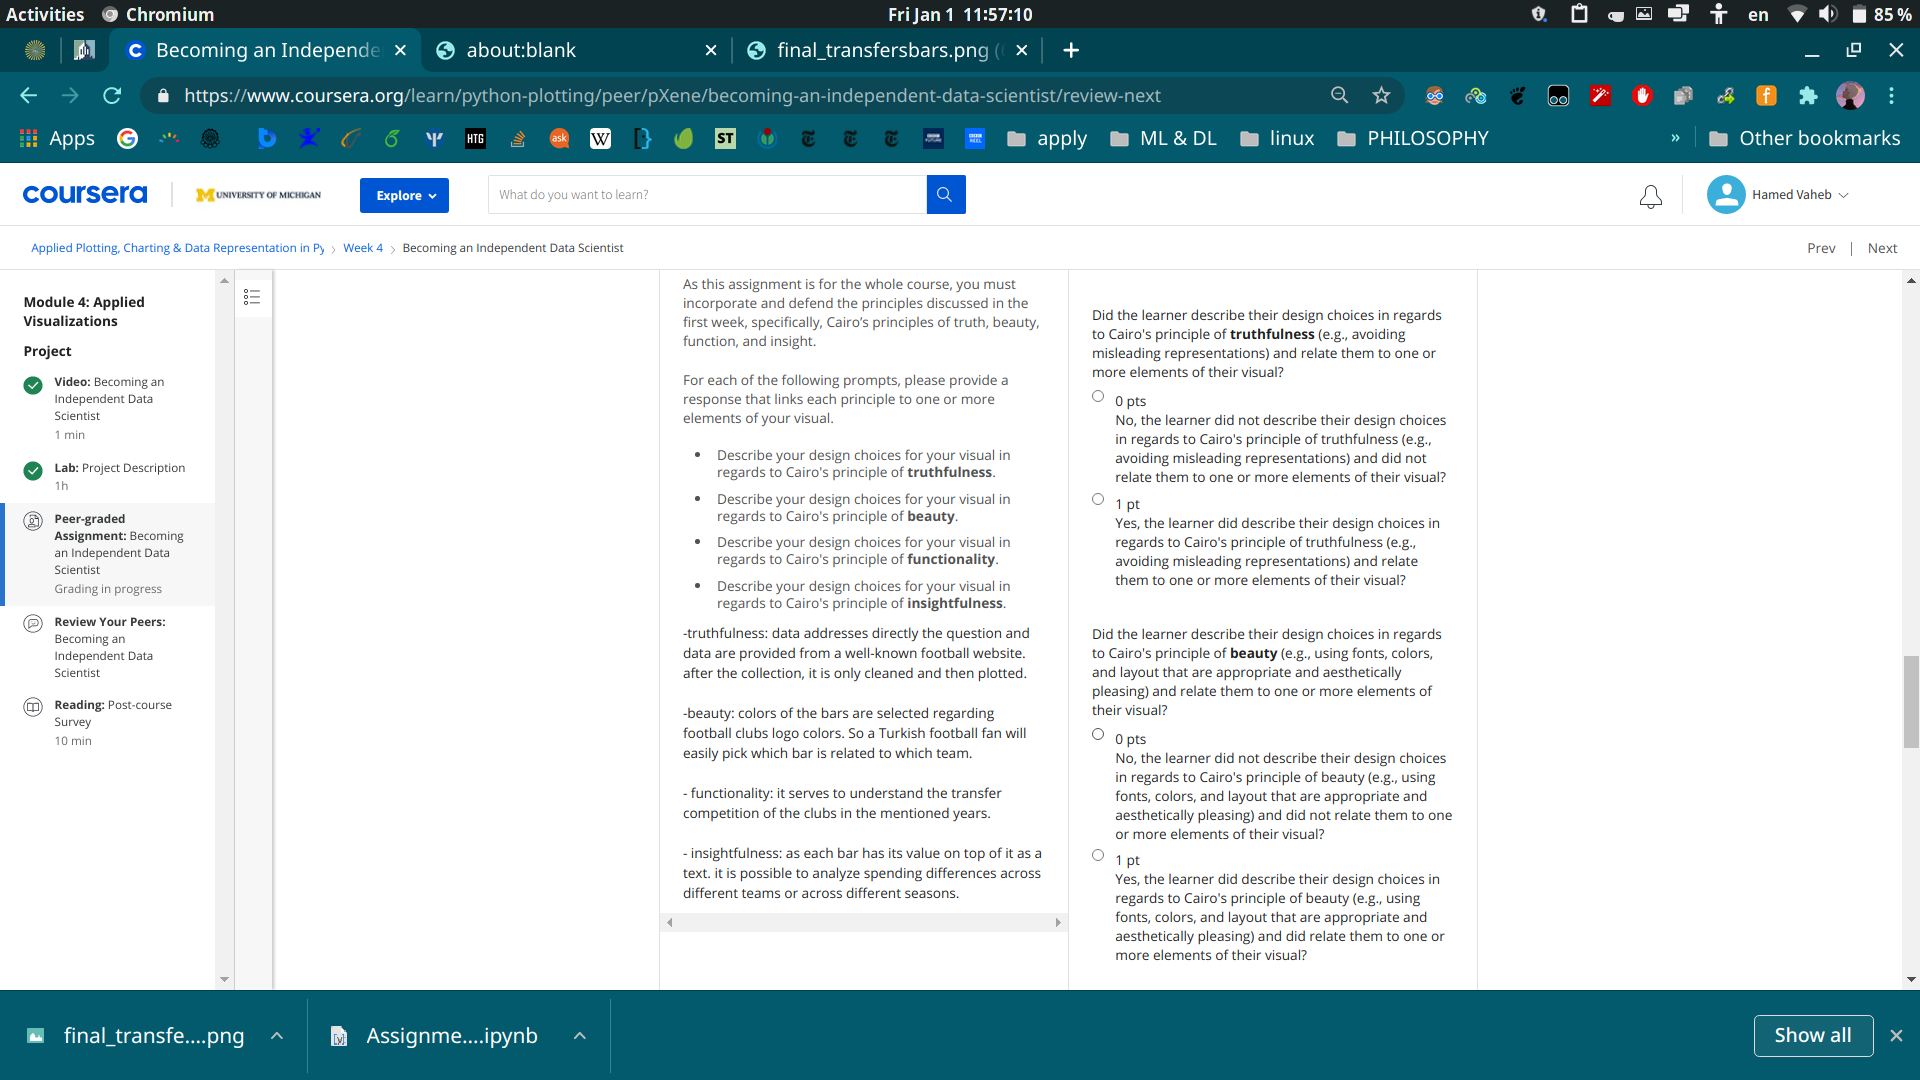 Activities
Chromium
Fri Jan 1 11:57:10
en
85 %
Becoming an Independe
about:blank
final_transfersbars.png (
https://www.coursera.org/learn/python-plotting/peer/pXene/becoming-an-independent-data-scientist/review-next
Apps
HTG
ask
W
ST
apply
ML & DL
linux
PHILOSOPHY
»
Other bookmarks
coursera
M UNIVERSITY OF MICHIGAN
Explore
What do you want to learn?
Hamed Vaheb
Applied Plotting, Charting & Data Representation in Py
Week 4
Becoming an Independent Data Scientist
Prev | Next
Module 4: Applied
Visualizations
Project
Video: Becoming an
Independent Data
Scientist
1 min
Lab: Project Description
1h
Peer-graded
Assignment: Becoming
an Independent Data
Scientist
Grading in progress
Review Your Peers:
Becoming an
Independent Data
Scientist
Reading: Post-course
Survey
10 min
As this assignment is for the whole course, you must
incorporate and defend the principles discussed in the
first week, specifically, Cairo's principles of truth, beauty,
function, and insight.
For each of the following prompts, please provide a
response that links each principle to one or more
elements of your visual.
• Describe your design choices for your visual in
regards to Cairo's principle of truthfulness.
• Describe your design choices for your visual in
regards to Cairo's principle of beauty.
• Describe your design choices for your visual in
regards to Cairo's principle of functionality.
• Describe your design choices for your visual in
regards to Cairo's principle of insightfulness.
-truthfulness: data addresses directly the question and
data are provided from a well-known football website.
after the collection, it is only cleaned and then plotted.
-beauty: colors of the bars are selected regarding
football clubs logo colors. So a Turkish football fan will
easily pick which bar is related to which team.
- functionality: it serves to understand the transfer
competition of the clubs in the mentioned years.
- insightfulness: as each bar has its value on top of it as a
text. it is possible to analyze spending differences across
different teams or across different seasons.
Did the learner describe their design choices in regards
to Cairo's principle of truthfulness (e.g., avoiding
misleading representations) and relate them to one or
more elements of their visual?
0 pts
No, the learner did not describe their design choices
in regards to Cairo's principle of truthfulness (e.g.,
avoiding misleading representations) and did not
relate them to one or more elements of their visual?
1 pt
Yes, the learner did describe their design choices in
regards to Cairo's principle of truthfulness (e.g.,
avoiding misleading representations) and relate
them to one or more elements of their visual?
Did the learner describe their design choices in regards
to Cairo's principle of beauty (e.g., using fonts, colors,
and layout that are appropriate and aesthetically
pleasing) and relate them to one or more elements of
their visual?
0 pts
No, the learner did not describe their design choices
in regards to Cairo's principle of beauty (e.g., using
fonts, colors, and layout that are appropriate and
aesthetically pleasing) and did not relate them to one
or more elements of their visual?
1 pt
Yes, the learner did describe their design choices in
regards to Cairo's principle of beauty (e.g., using
fonts, colors, and layout that are appropriate and
aesthetically pleasing) and did relate them to one or
more elements of their visual?
final_transfe....png
Assignme....ipynb
Show all